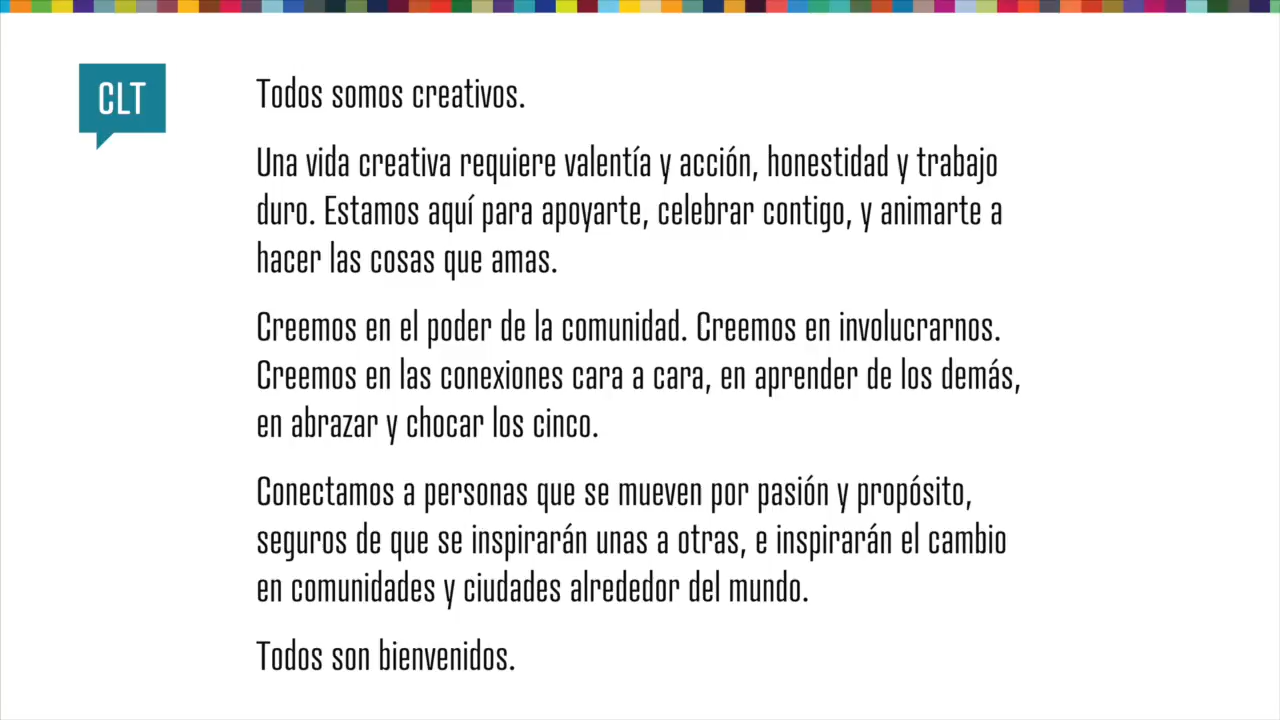 CLT
Todos somos creativos.
Una vida creativa requiere valentía y acción, honestidad y trabajo
duro. Estamos aquí para apoyarte, celebrar contigo, y animarte a
hacer las cosas que amas.
Creemos en el poder de la comunidad. Creemos en involucrarnos.
Creemos en las conexiones cara a cara, en aprender de los demás,
en abrazar y chocar los cinco.
Conectamos a personas que se mueven por pasión y propósito,
seguros de que se inspirarán unas a otras, e inspirarán el cambio
en comunidades y ciudades alrededor del mundo.
Todos son bienvenidos.